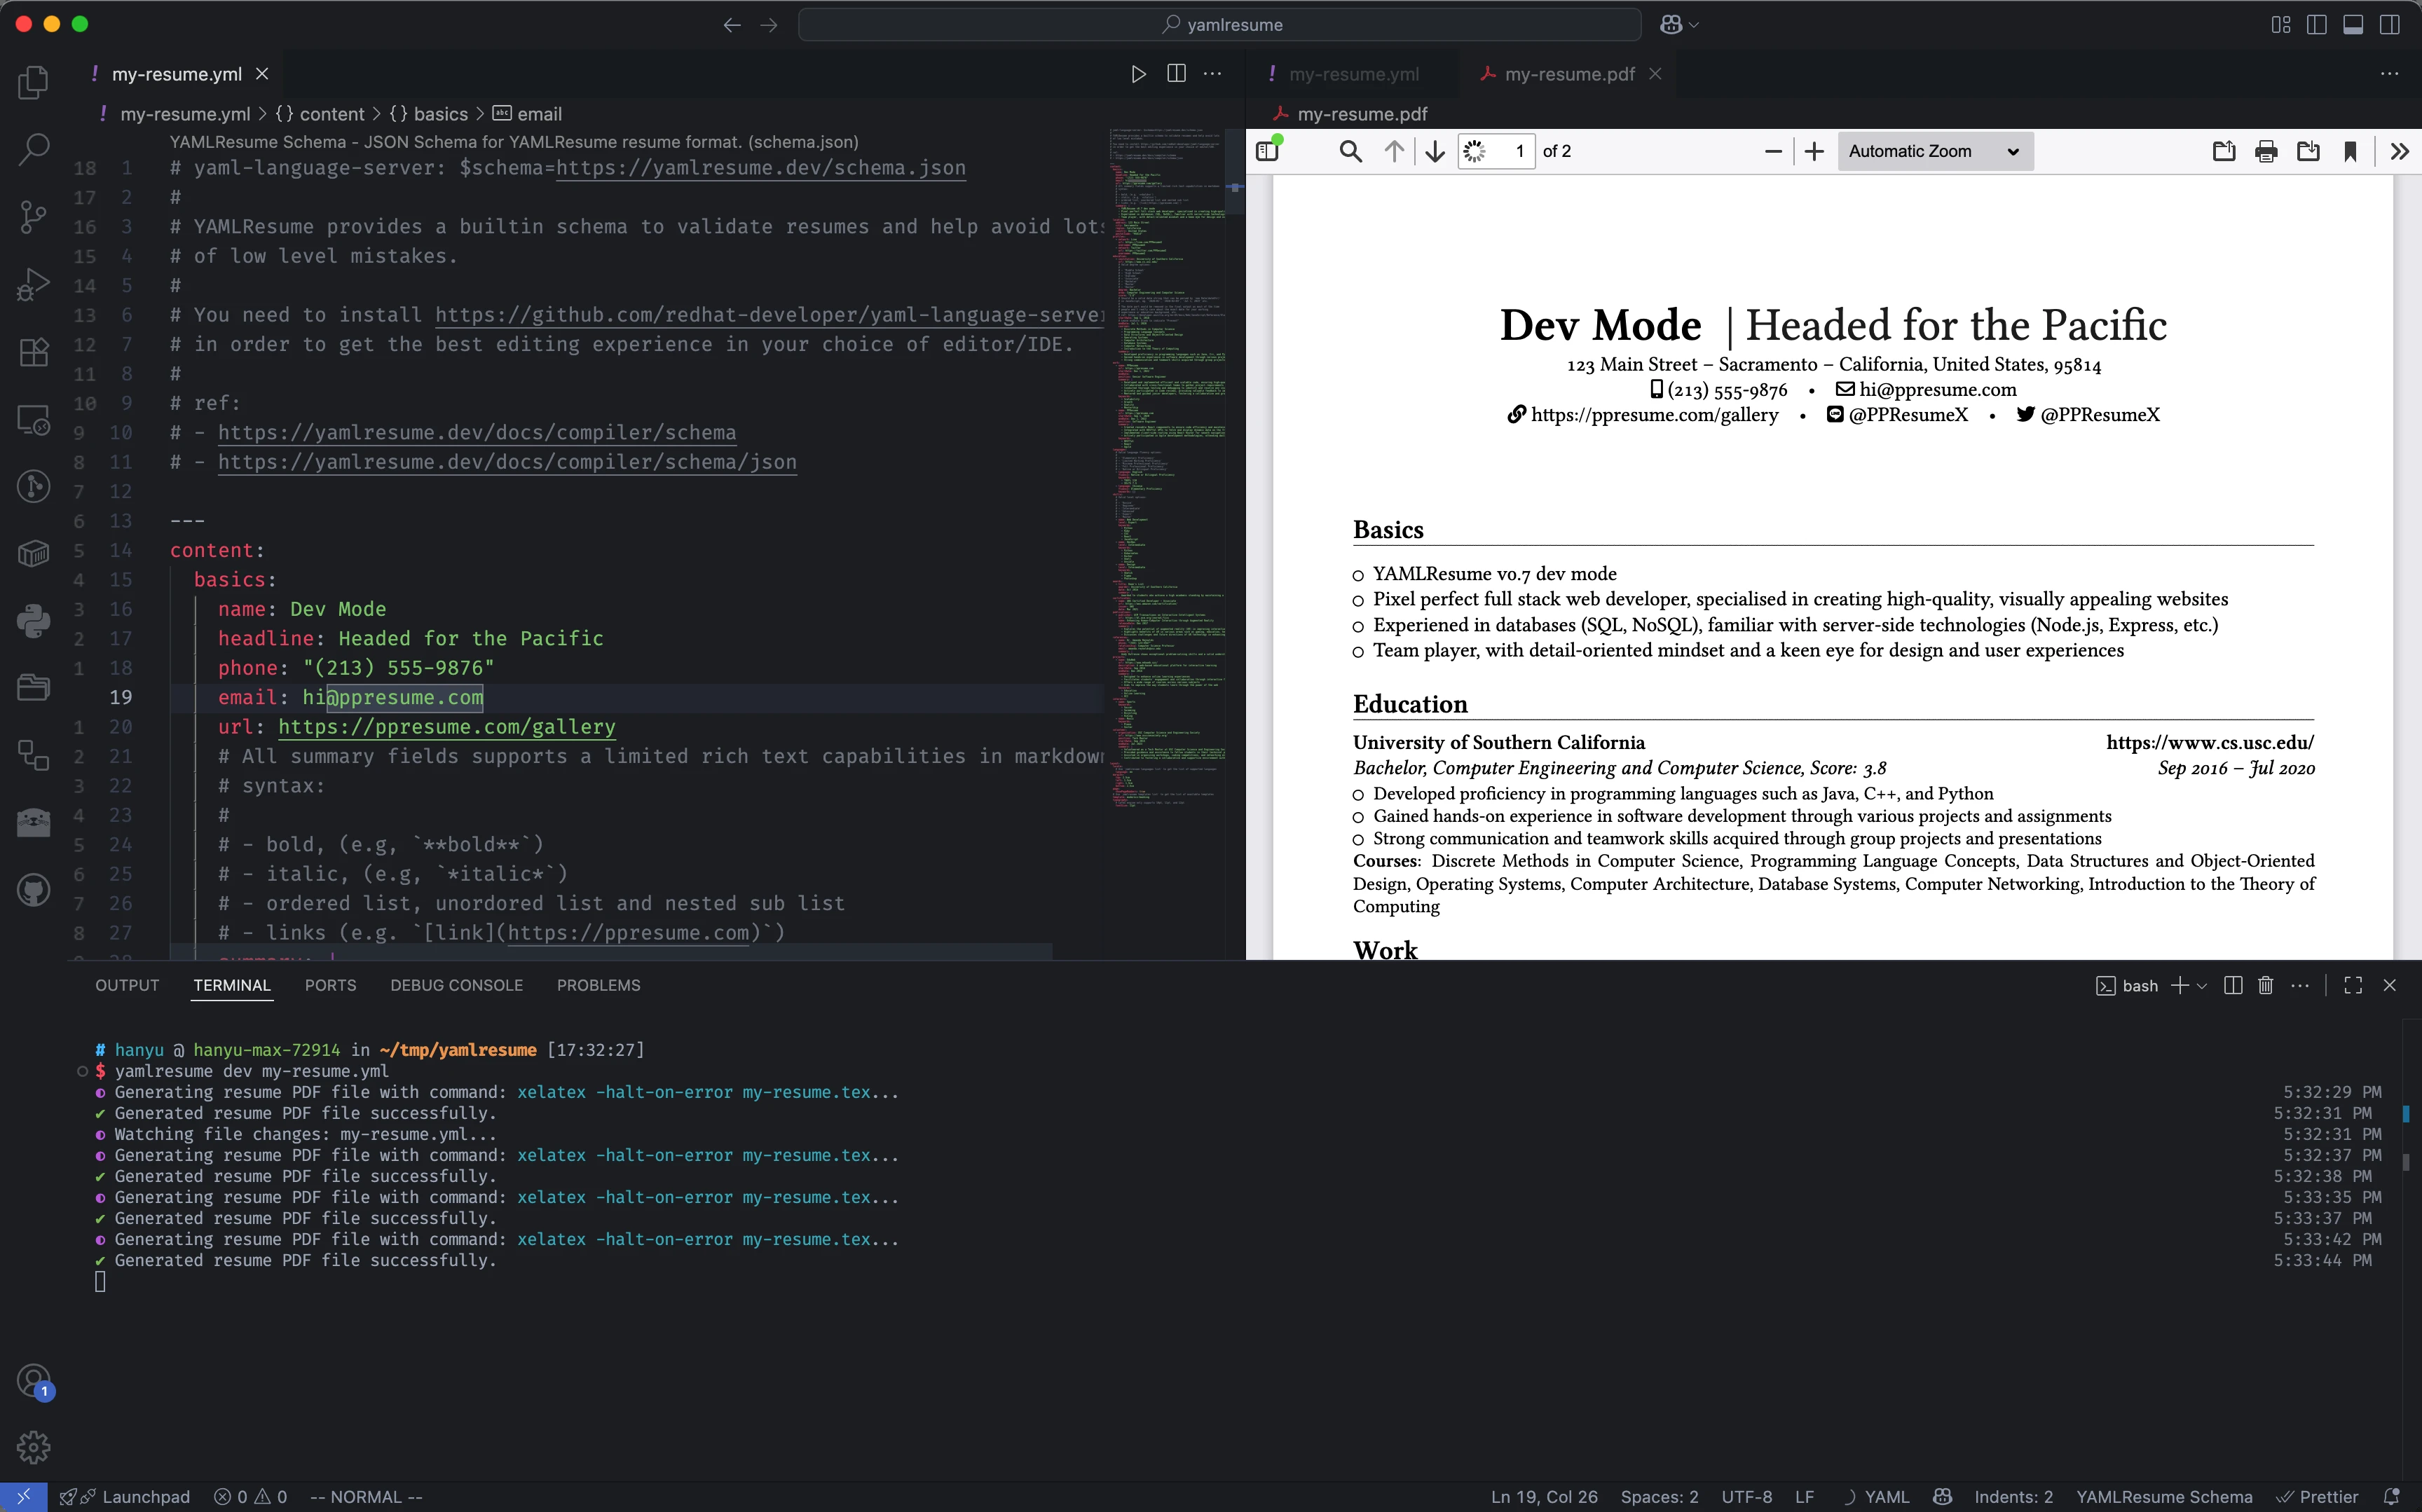 yamlresume
my-resume.yml
my-resume.yml > {} content > {} basics > abc email
YAMLResume Schema - JSON Schema for YAMLResume resume format. (schema.json)
18 1 # yaml-language-server: $schema=https://yamlresume.dev/schema.json
17 2 #
16 3 # YAMLResume provides a builtin schema to validate resumes and help avoid lots
15 4 # of low level mistakes.
14 5 #
13 6 # You need to install https://github.com/redhat-developer/yaml-language-server
12 7 # in order to get the best editing experience in your choice of editor/IDE.
11 8 #
10 9 # ref:
9 10 # - https://yamlresume.dev/docs/compiler/schema
8 11 # - https://yamlresume.dev/docs/compiler/schema/json
7 12
6 13 ---
5 14 content:
4 15 basics:
3 16 name: Dev Mode
2 17 headline: Headed for the Pacific
1 18 phone: "(213) 555-9876"
19 email: hi@ppresume.com
1 20 url: https://ppresume.com/gallery
2 21 # All summary fields supports a limited rich text capabilities in markdown
3 22 # syntax:
4 23 #
5 24 # - bold, (e.g, `**bold**`)
6 25 # - italic, (e.g, `*italic*`)
7 26 # - ordered list, unordored list and nested sub list
8 27 # - links (e.g. `[link](https://ppresume.com)`)
my-resume.yml
my-resume.pdf
my-resume.pdf
1 of 2
Automatic Zoom
Dev Mode | Headed for the Pacific
123 Main Street – Sacramento – California, United States, 95814
(213) 555-9876 • hi@ppresume.com
https://ppresume.com/gallery • @PPResumeX • @PPResumeX
Basics
YAMLResume v0.7 dev mode
Pixel perfect full stack web developer, specialised in creating high-quality, visually appealing websites
Experiened in databases (SQL, NoSQL), familiar with server-side technologies (Node.js, Express, etc.)
Team player, with detail-oriented mindset and a keen eye for design and user experiences
Education
University of Southern California https://www.cs.usc.edu/
Bachelor, Computer Engineering and Computer Science, Score: 3.8 Sep 2016 – Jul 2020
Developed proficiency in programming languages such as Java, C++, and Python
Gained hands-on experience in software development through various projects and assignments
Strong communication and teamwork skills acquired through group projects and presentations
Courses: Discrete Methods in Computer Science, Programming Language Concepts, Data Structures and Object-Oriented
Design, Operating Systems, Computer Architecture, Database Systems, Computer Networking, Introduction to the Theory of
Computing
Work
OUTPUT TERMINAL PORTS DEBUG CONSOLE PROBLEMS
bash
# hanyu @ hanyu-max-72914 in ~/tmp/yamlresume [17:32:27]
$ yamlresume dev my-resume.yml
Generating resume PDF file with command: xelatex -halt-on-error my-resume.tex... 5:32:29 PM
✔ Generated resume PDF file successfully. 5:32:31 PM
Watching file changes: my-resume.yml... 5:32:31 PM
Generating resume PDF file with command: xelatex -halt-on-error my-resume.tex... 5:32:37 PM
✔ Generated resume PDF file successfully. 5:32:38 PM
Generating resume PDF file with command: xelatex -halt-on-error my-resume.tex... 5:33:35 PM
✔ Generated resume PDF file successfully. 5:33:37 PM
Generating resume PDF file with command: xelatex -halt-on-error my-resume.tex... 5:33:42 PM
✔ Generated resume PDF file successfully. 5:33:44 PM
1
Launchpad 0 0 -- NORMAL -- Ln 19, Col 26 Spaces: 2 UTF-8 LF YAML Indents: 2 YAMLResume Schema Prettier